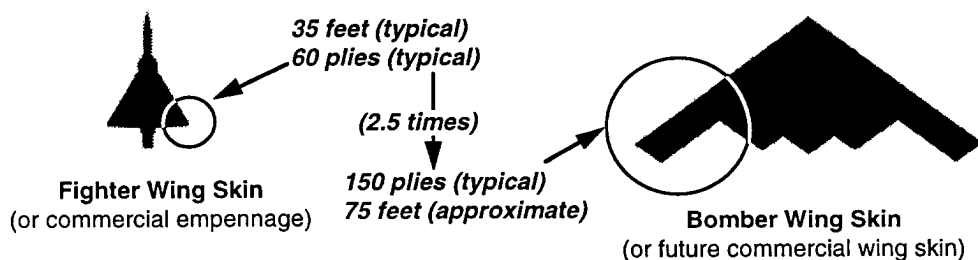 35 feet (typical)
60 plies (typical)
(2.5 times)
150 plies (typical)
75 feet (approximate)
Fighter Wing Skin
(or commercial empennage)
Bomber Wing Skin
(or future commercial wing skin)